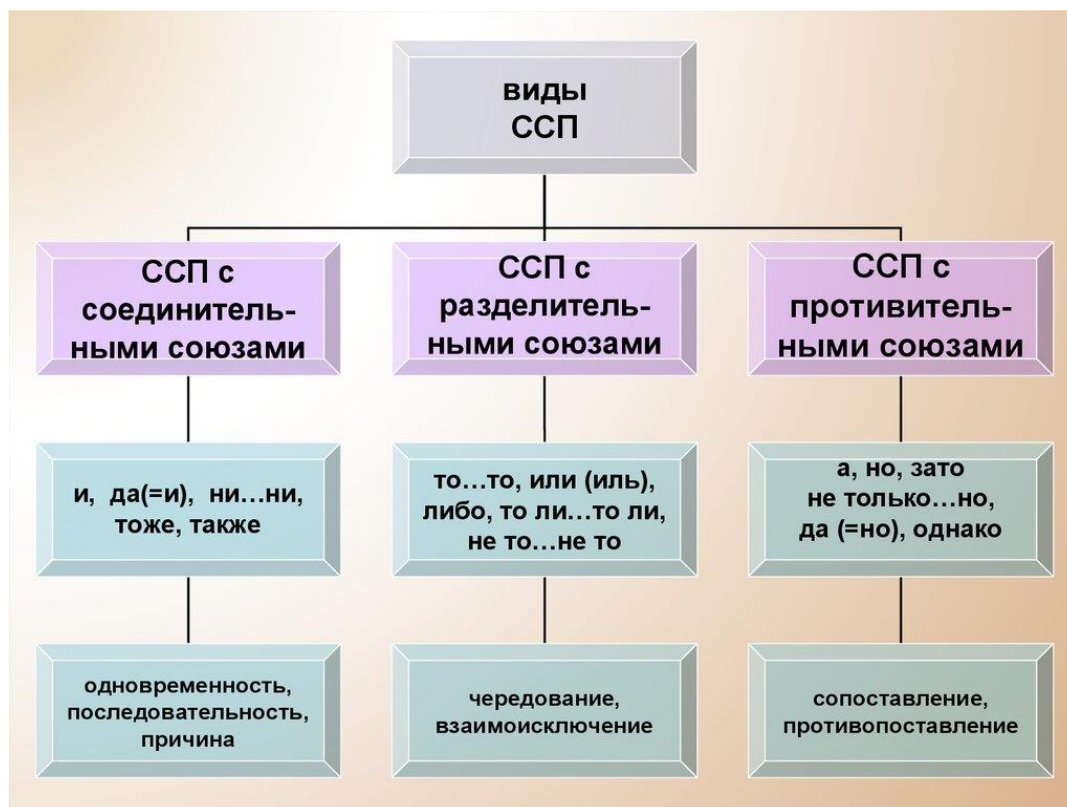 виды
ССП
ССП с
соединитель-
ными союзами
ССП с
разделитель-
ными союзами
ССП с
противитель-
ными союзами
и, да(=и), ни…ни,
тоже, также
то…то, или (иль),
либо, то ли…то ли,
не то…не то
а, но, зато
не только…но,
да (=но), однако
одновременность,
последовательность,
причина
чередование,
взаимоисключение
сопоставление,
противопоставление